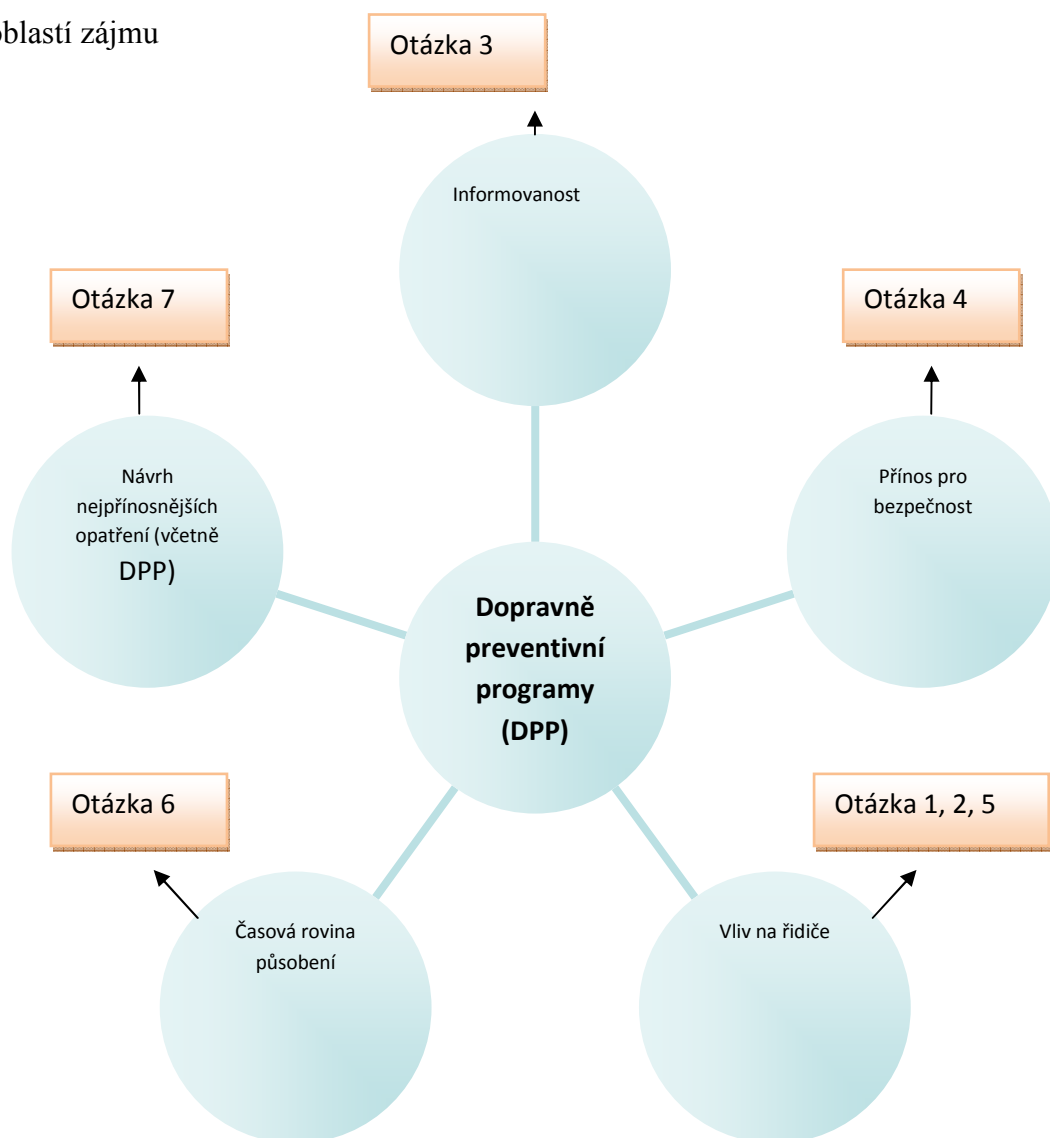 oblastí zájmu
Otázka 3
Informovanost
Otázka 7
Otázka 4
Návrh
nejpřínosnějších
opatření (včetně
DPP)
Přínos pro
bezpečnost
Dopravně
preventivní
programy
(DPP)
Otázka 6
Otázka 1, 2, 5
Časová rovina
působení
Vliv na řidiče